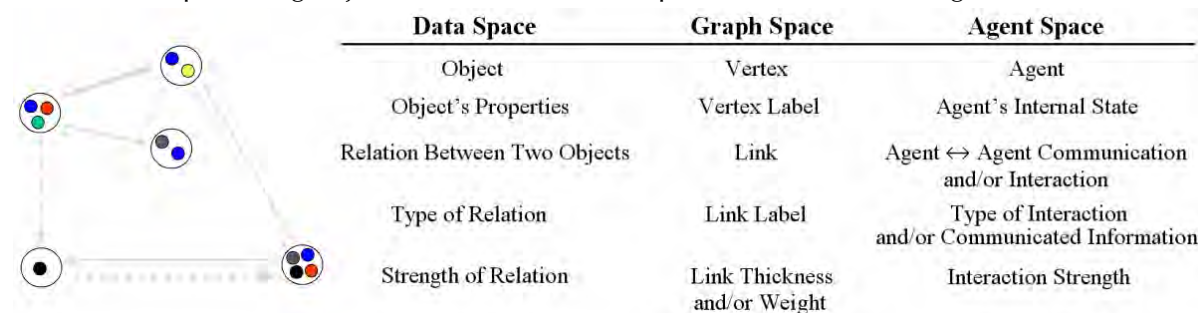 Data Space Graph Space Agent Space
Object Vertex Agent
Object's Properties Vertex Label Agent's Internal State
Relation Between Two Objects Link Agent ↔ Agent Communication
and/or Interaction
Type of Relation Link Label Type of Interaction
and/or Communicated Information
Strength of Relation Link Thickness Interaction Strength
and/or Weight